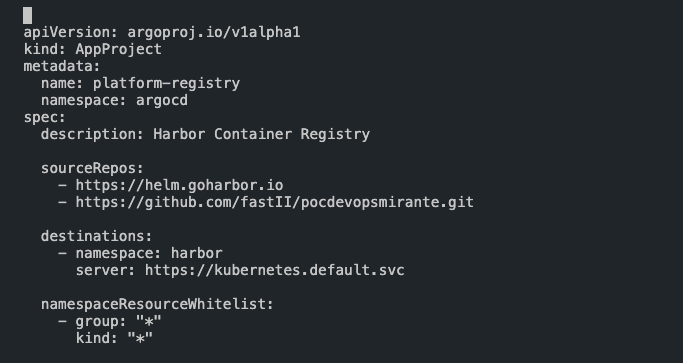 apiVersion: argoproj.io/v1alpha1
kind: AppProject
metadata:
  name: platform-registry
  namespace: argocd
spec:
  description: Harbor Container Registry

  sourceRepos:
    - https://helm.goharbor.io
    - https://github.com/fastII/pocdevopsmirante.git

  destinations:
    - namespace: harbor
      server: https://kubernetes.default.svc

  namespaceResourceWhitelist:
    - group: "*"
      kind: "*"